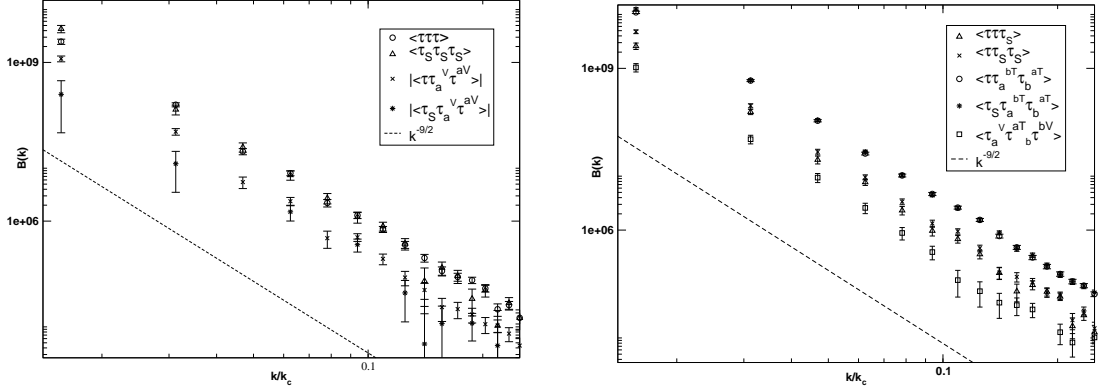 1e+09
1e+06
B(k)
0.1
k/k_c
<τττ>
<τ_Sτ_Sτ_S>
|<ττ_a^Vτ^{aV}>|
|<τ_Sτ_a^Vτ^{aV}>|
k^{-9/2}
1e+09
1e+06
B(k)
0.1
k/k_c
<τττ_S>
<ττ_Sτ_S>
<ττ_a^{bT}τ_b^{aT}>
<τ_Sτ_a^{bT}τ_b^{aT}>
<τ_a^Vτ^{aT}_bτ^{bV}>
k^{-9/2}